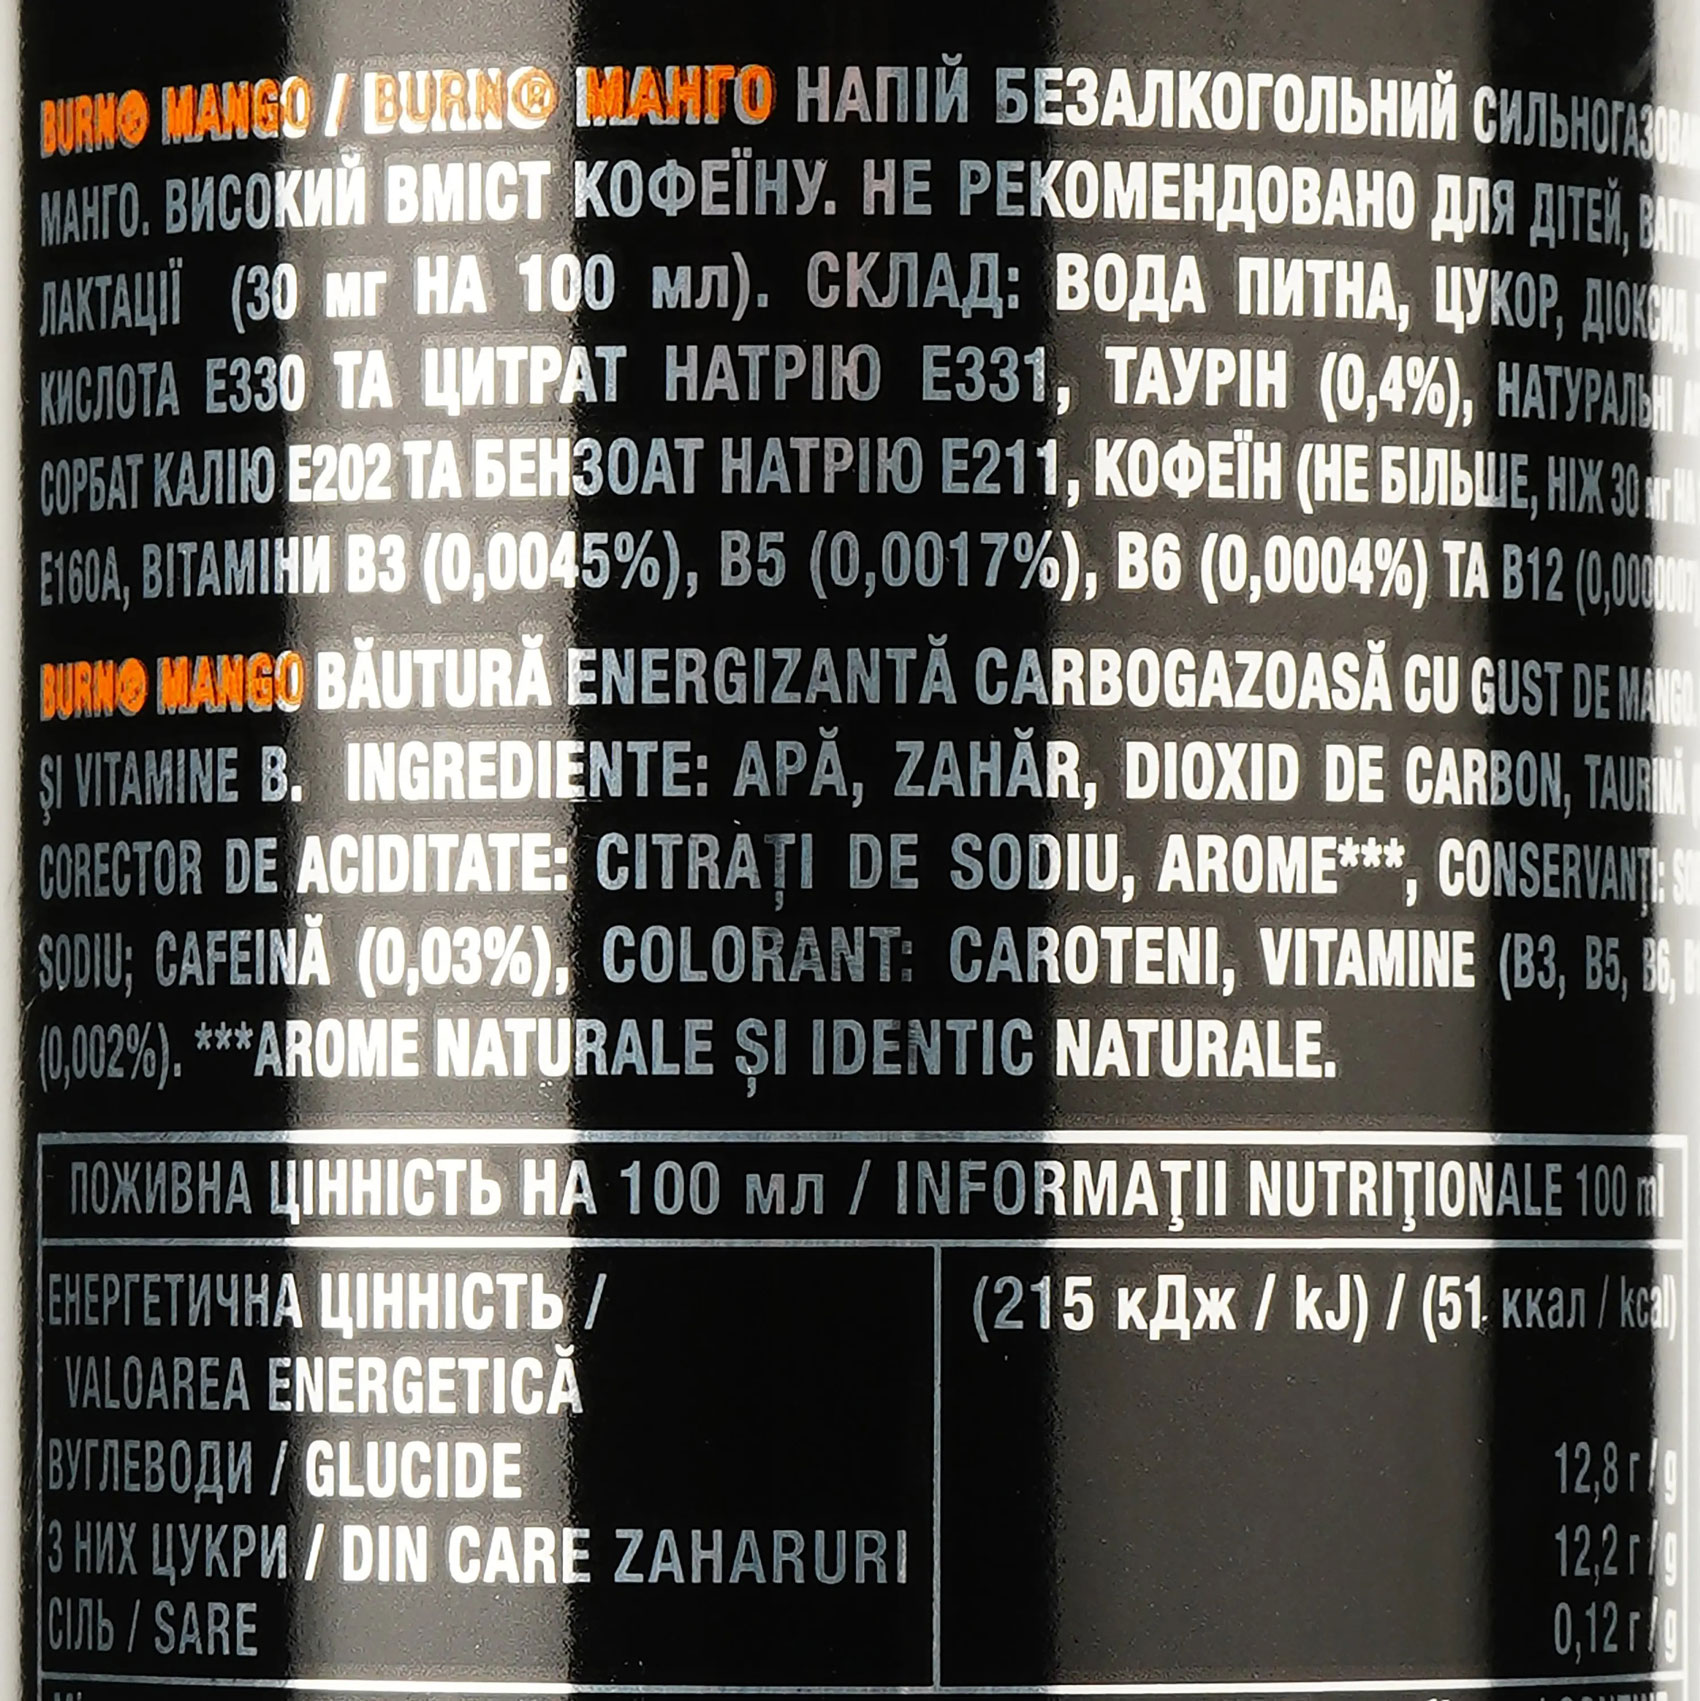 BURN® MANGO / BURN® МАНГО НАПІЙ БЕЗАЛКОГОЛЬНИЙ
МАНГО. ВИСОКИЙ ВМІСТ КОФЕЇНУ. НЕ РЕКОМЕНДОВАНО ДЛЯ ДІТЕЙ,
ЛАКТАЦІЇ (30 мг НА 100 мл). СКЛАД: ВОДА ПИТНА, ЦУКОР, ДІОКСИД
КИСЛОТА E330 ТА ЦИТРАТ НАТРІЮ E331, ТАУРІН (0,4%), НАТУРАЛЬНІ
СОРБАТ КАЛІЮ E202 ТА БЕНЗОАТ НАТРІЮ E211, КОФЕЇН (НЕ БІЛЬШЕ, НІЖ 30 мг
E160A, ВІТАМІНИ B3 (0,0045%), B5 (0,0017%), B6 (0,0004%) ТА B12
BURN® MANGO BĂUTURĂ ENERGIZANTĂ CARBOGAZOASĂ CU GUST DE MANGO
ŞI VITAMINE B. INGREDIENTE: APĂ, ZAHĂR, DIOXID DE CARBON, TAURINĂ
CORECTOR DE ACIDITATE: CITRAŢI DE SODIU, AROME***, CONSERVANŢI:
SODIU; CAFEINĂ (0,03%), COLORANT: CAROTENI, VITAMINE (B3, B5, B6,
(0,002%). ***AROME NATURALE ŞI IDENTIC NATURALE.
ПОЖИВНА ЦІННІСТЬ НА 100 мл / INFORMAŢII NUTRIŢIONALE 100 ml
ЕНЕРГЕТИЧНА ЦІННІСТЬ / (215 кДж / kJ) / (51 ккал / kcal)
VALOAREA ENERGETICĂ
ВУГЛЕВОДИ / GLUCIDE 12,8 г / g
З НИХ ЦУКРИ / DIN CARE ZAHARURI 12,2 г / g
СІЛЬ / SARE 0,12 г / g